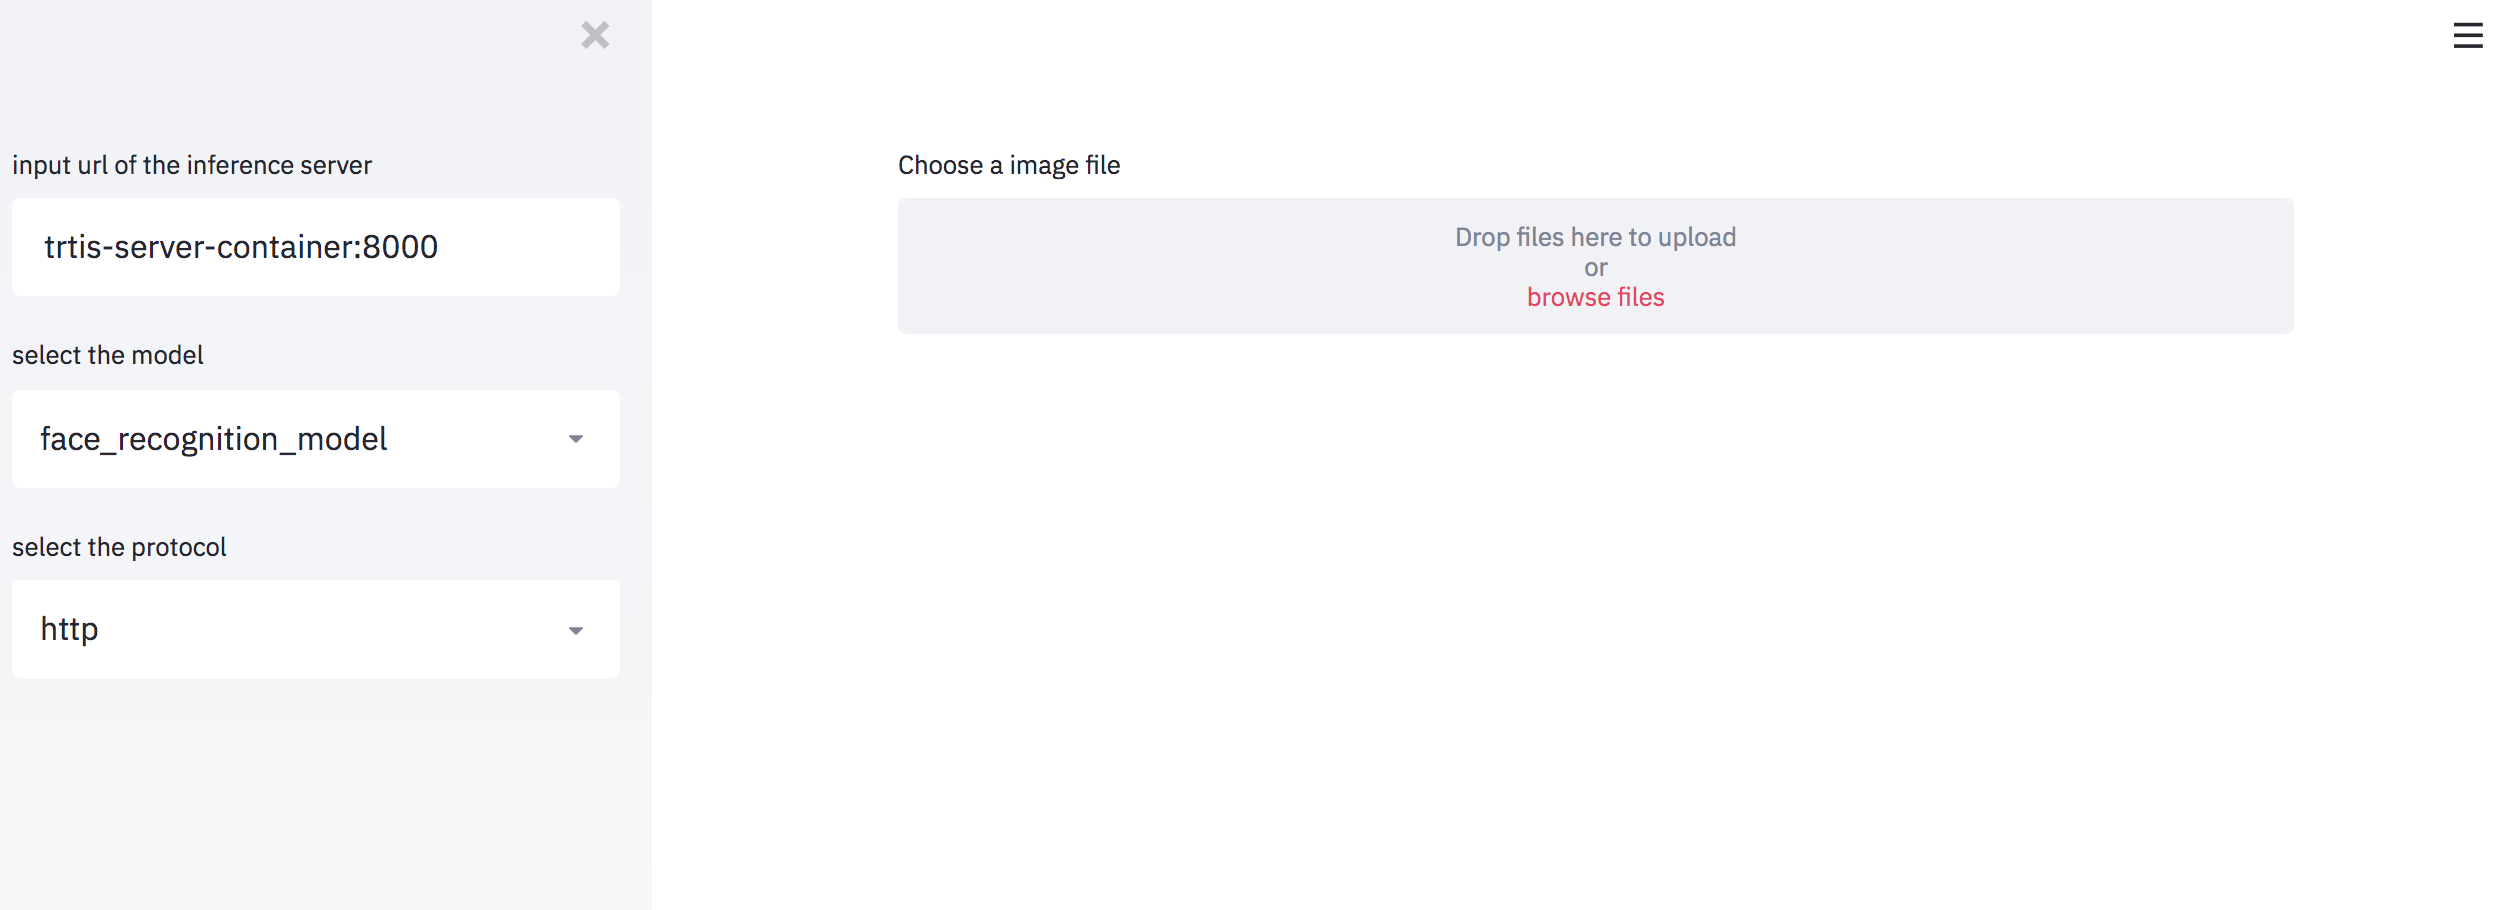 input url of the inference server
trtis-server-container:8000
select the model
face_recognition_model
select the protocol
http
Choose a image file
Drop files here to upload
or
browse files